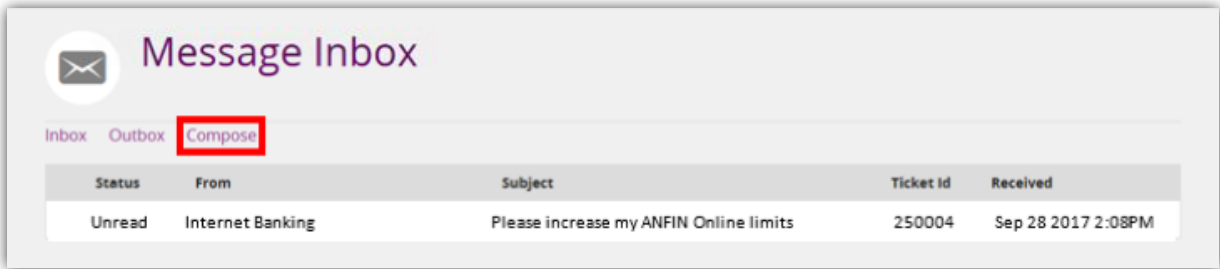 Message Inbox
Inbox Outbox Compose
Status From Subject Ticket Id Received
Unread Internet Banking Please increase my ANFIN Online limits 250004 Sep 28 2017 2:08PM